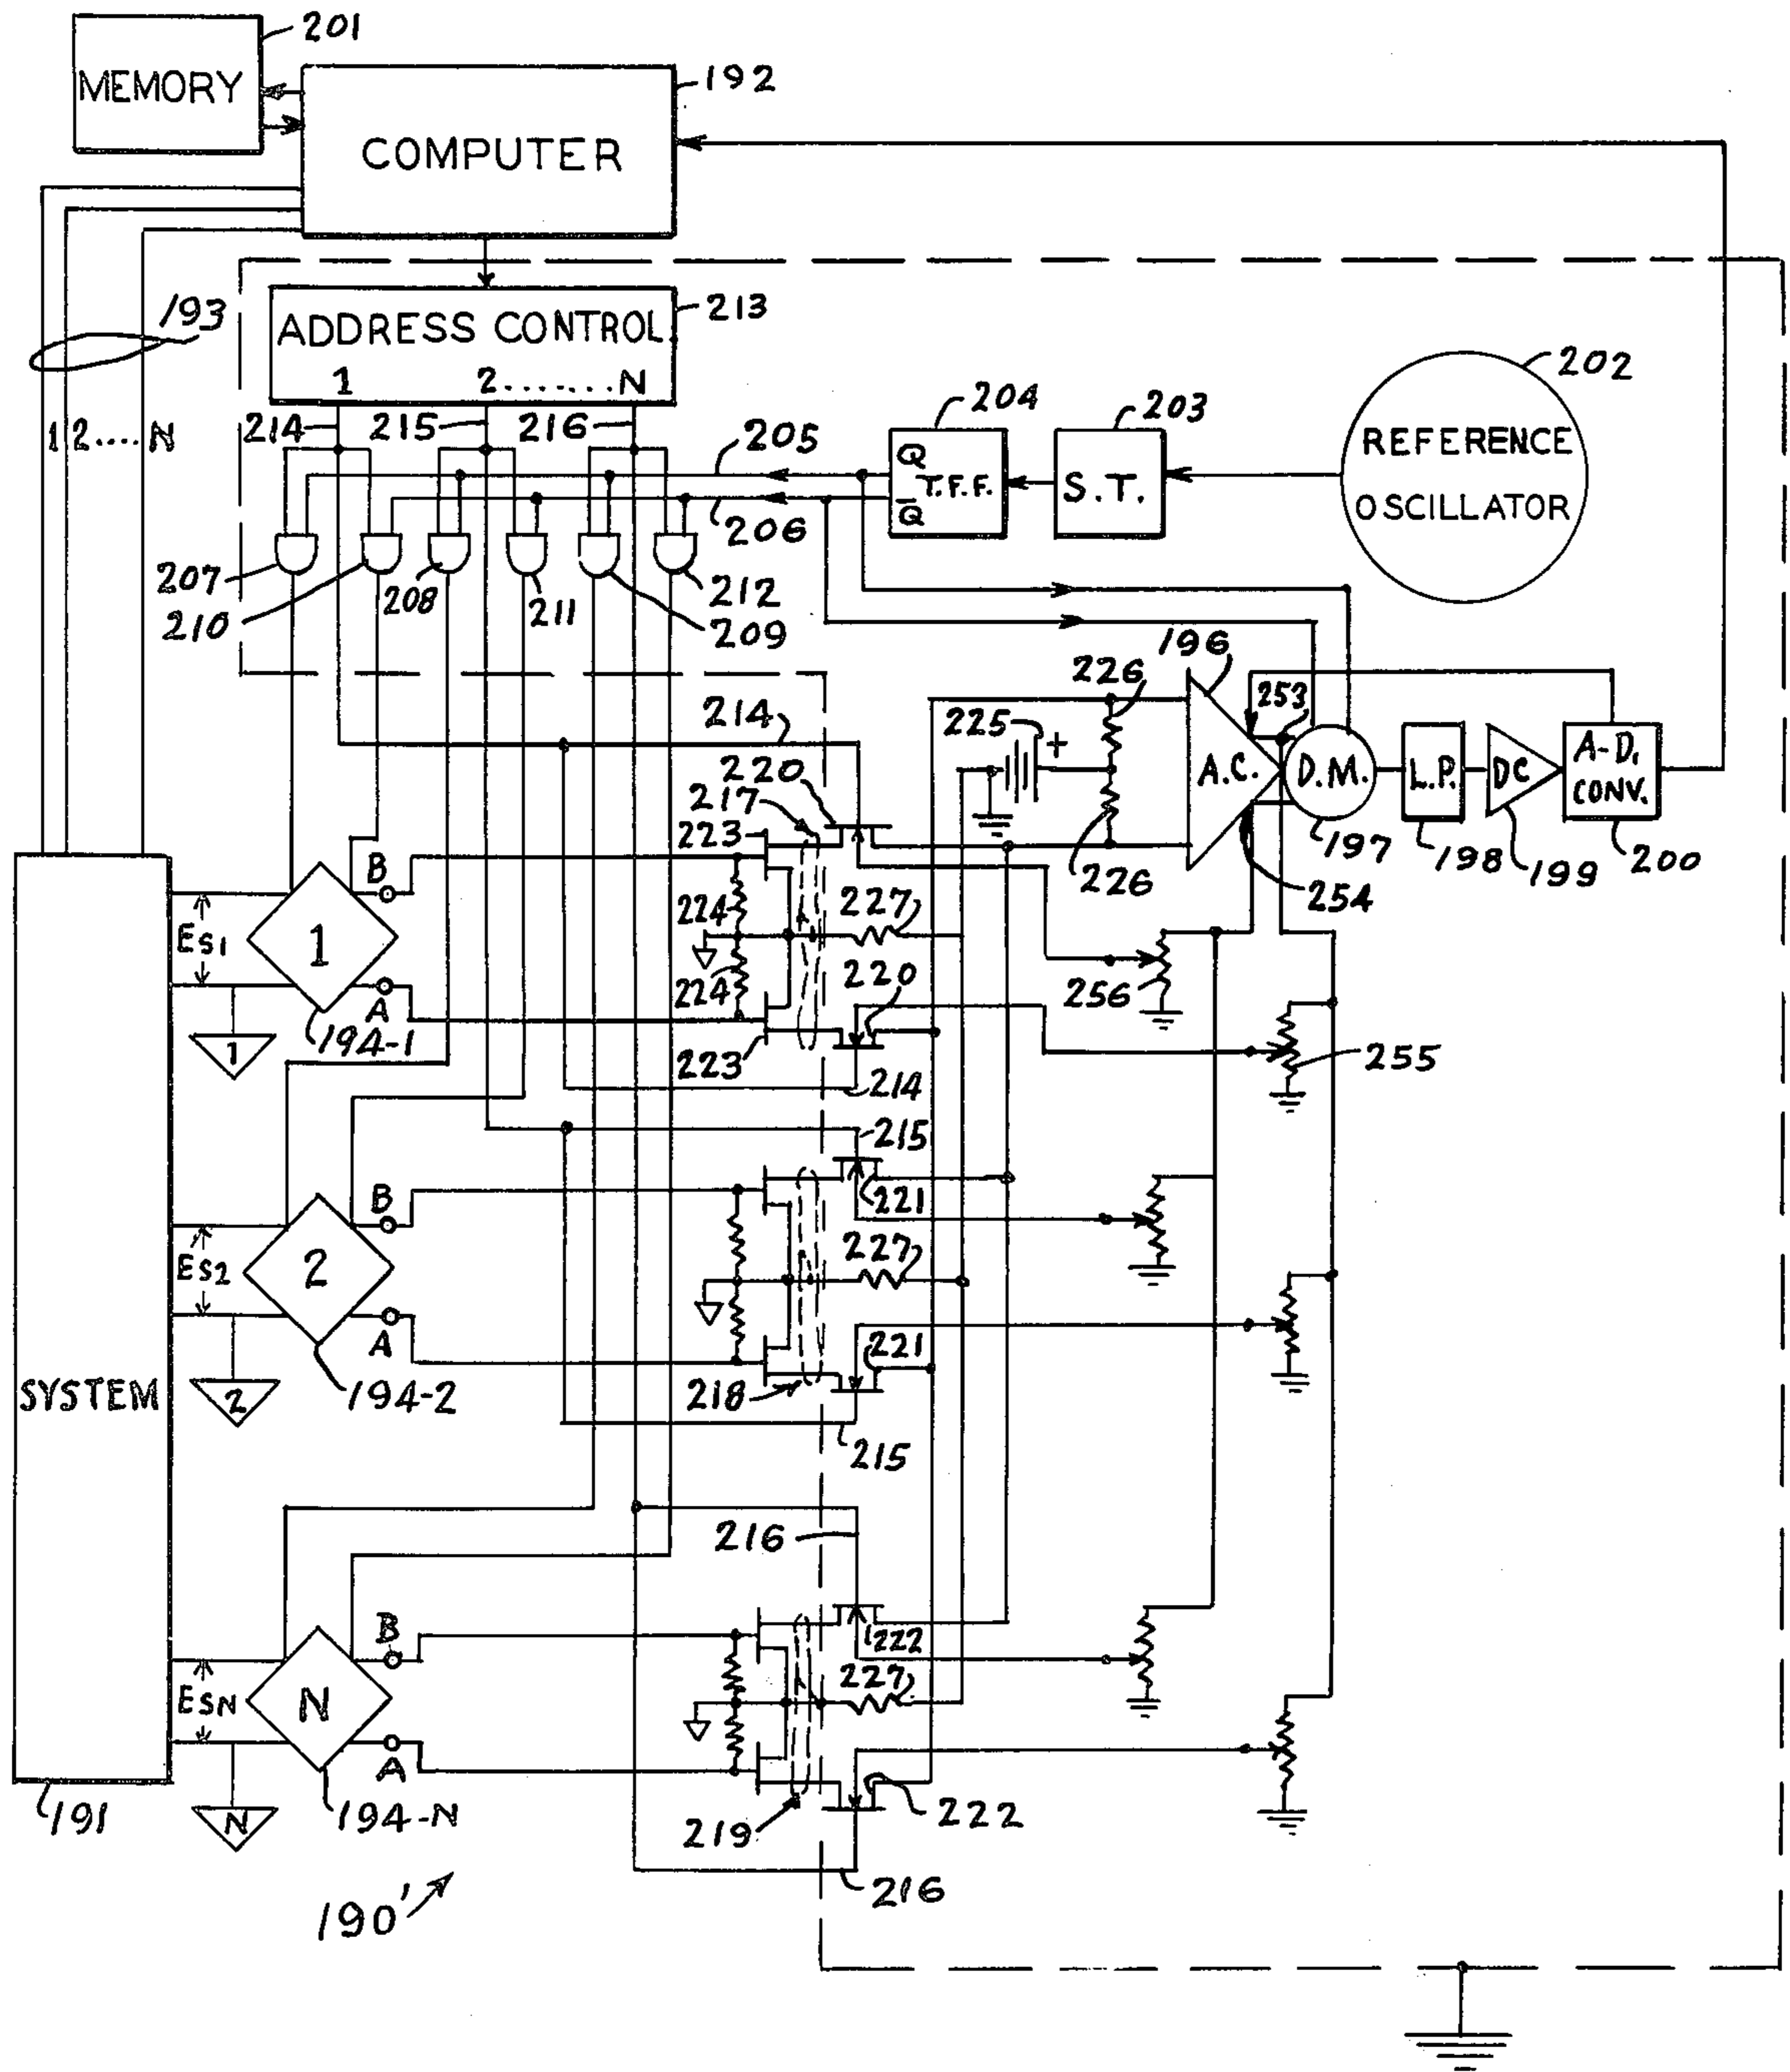 201
MEMORY
192
COMPUTER
193
1 2 .... N
ADDRESS CONTROL
213
1 2 ....... N
214
215
216
205
206
204
Q
T.F.F.
Q̅
203
S.T.
202
REFERENCE
OSCILLATOR
207
210
208
211
209
212
196
226
253
225
+
214
220
217
223
A.C.
D.M.
L.P.
DC
A-D.
CONV.
226
197
198
199
200
254
B
ES1
1
A
194-1
1
224
224
223
227
220
256
255
214
215
B
ES2
2
A
194-2
2
221
227
221
218
215
SYSTEM
216
B
ESN
N
A
194-N
N
222
227
222
219
216
191
190'